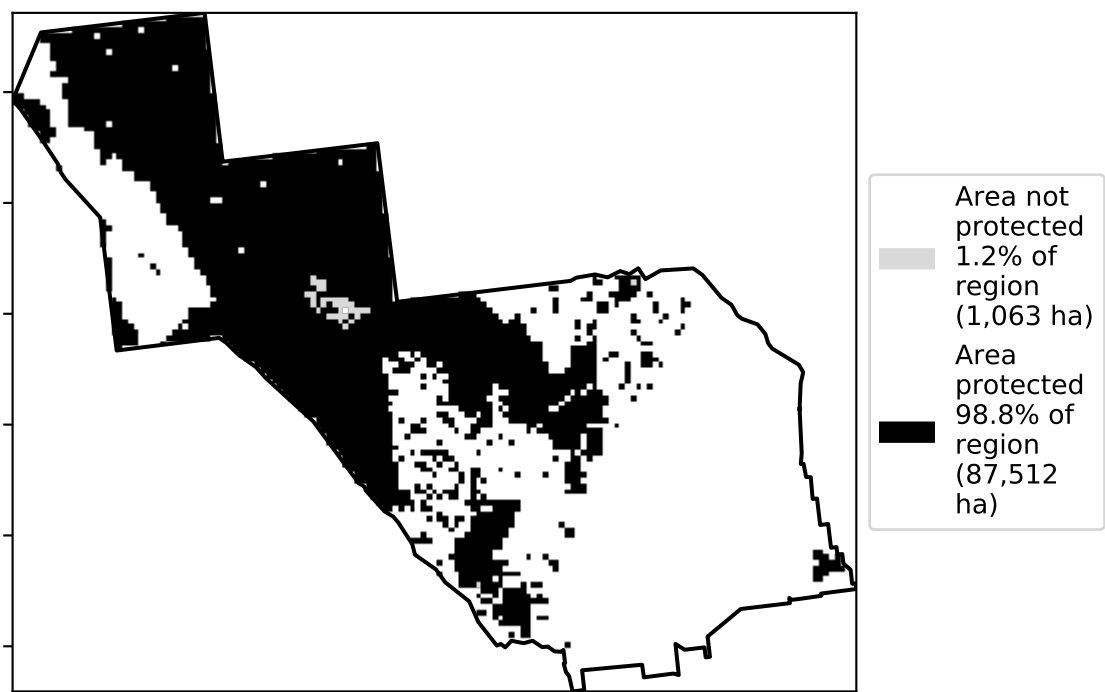 Area not
protected
1.2% of
region
(1,063 ha)
Area
protected
98.8% of
region
(87,512
ha)